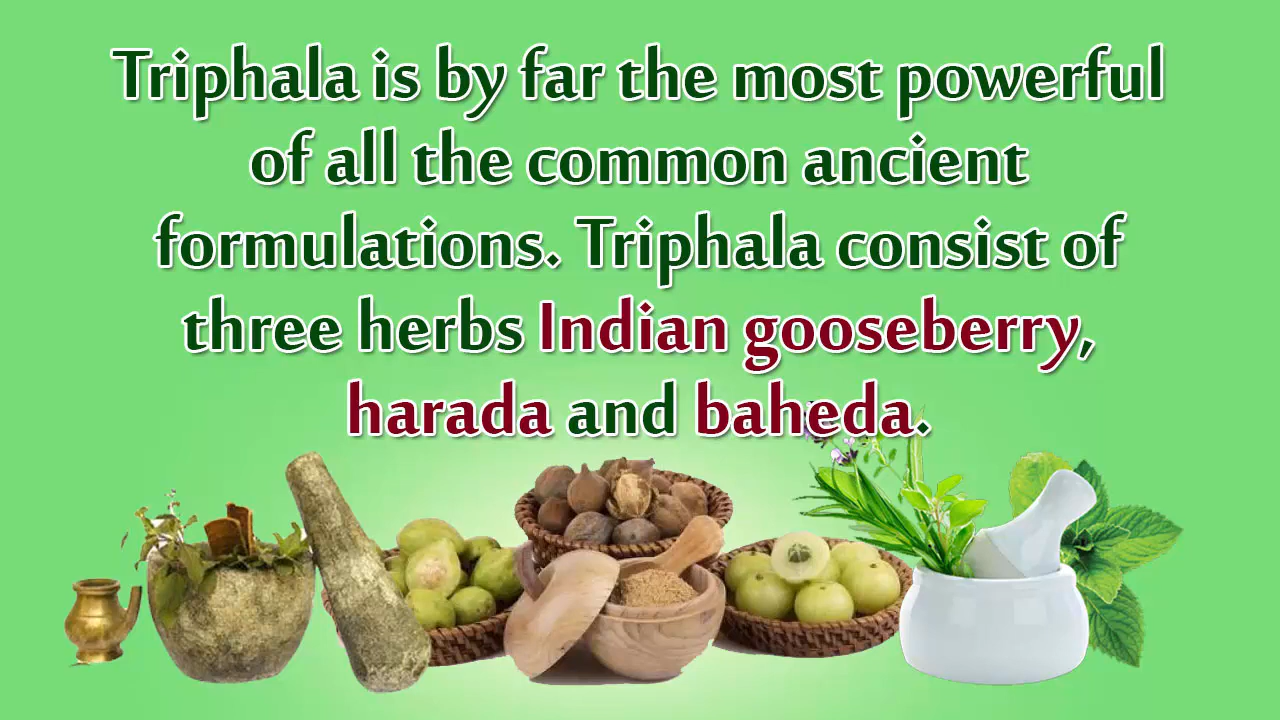 Triphala is by far the most powerful
of all the common ancient
formulations. Triphala consist of
three herbs Indian gooseberry,
harada and baheda.